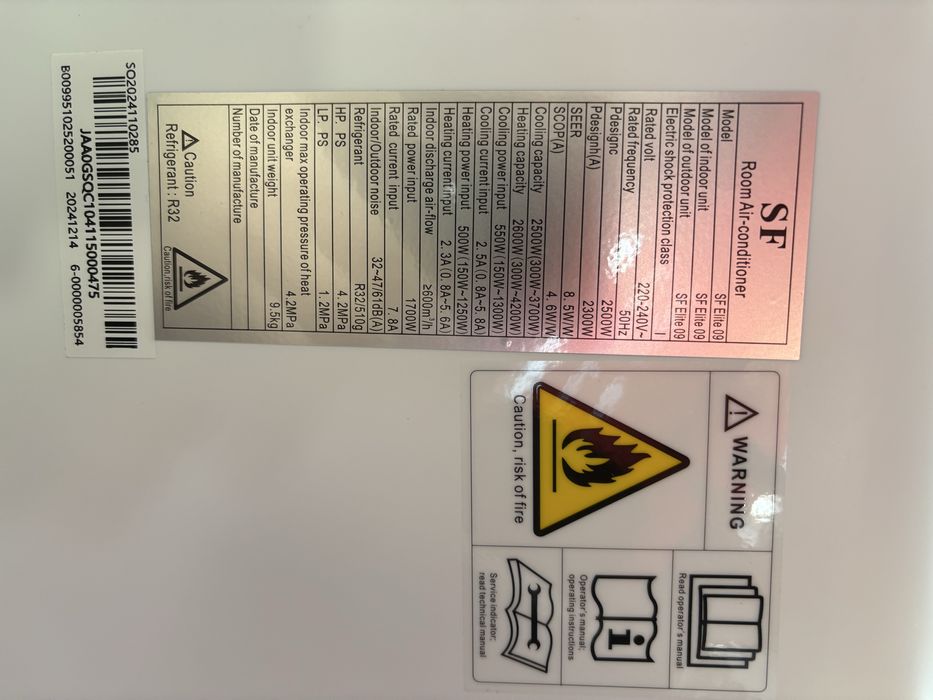 SF
Room Air-conditioner
Model SF Elite 09
Model of indoor unit SF Elite 09
Model of outdoor unit SF Elite 09
Electric shock protection class I
Rated volt 220-240V~
Rated frequency 50Hz
Pdesignc 2500W
Pdesignh(A) 2300W
SEER 8. 5W/W
SCOP(A) 4. 6W/W
Cooling capacity 2500W(300W~3700W)
Heating capacity 2600W(300W~4200W)
Cooling power input 550W(150W~1300W)
Heating power input 500W(150W~1250W)
Cooling current input 2. 5A(0. 8A~5. 8A)
Heating current input 2. 3A(0. 8A~5. 6A)
Indoor discharge air-flow ≥600m³/h
Rated power input 1700W
Rated current input 7. 8A
Indoor/Outdoor noise 32~47/61dB(A)
Refrigerant R32/510g
HP. PS 4. 2MPa
LP. PS 1. 2MPa
Indoor max operating pressure of heat
exchanger 4.2MPa
Indoor unit weight 9.5kg
Date of manufacture
Number of manufacture
Caution
Refrigerant : R32
Caution,risk of fire
SQ2024110285
JAA0GSQC104115000475
B009951025200051 20241214 6-0000005854
WARNING
Caution, risk of fire
Read operator's manual
Operator's manual;
operating instructions
Service indicator;
read technical manual